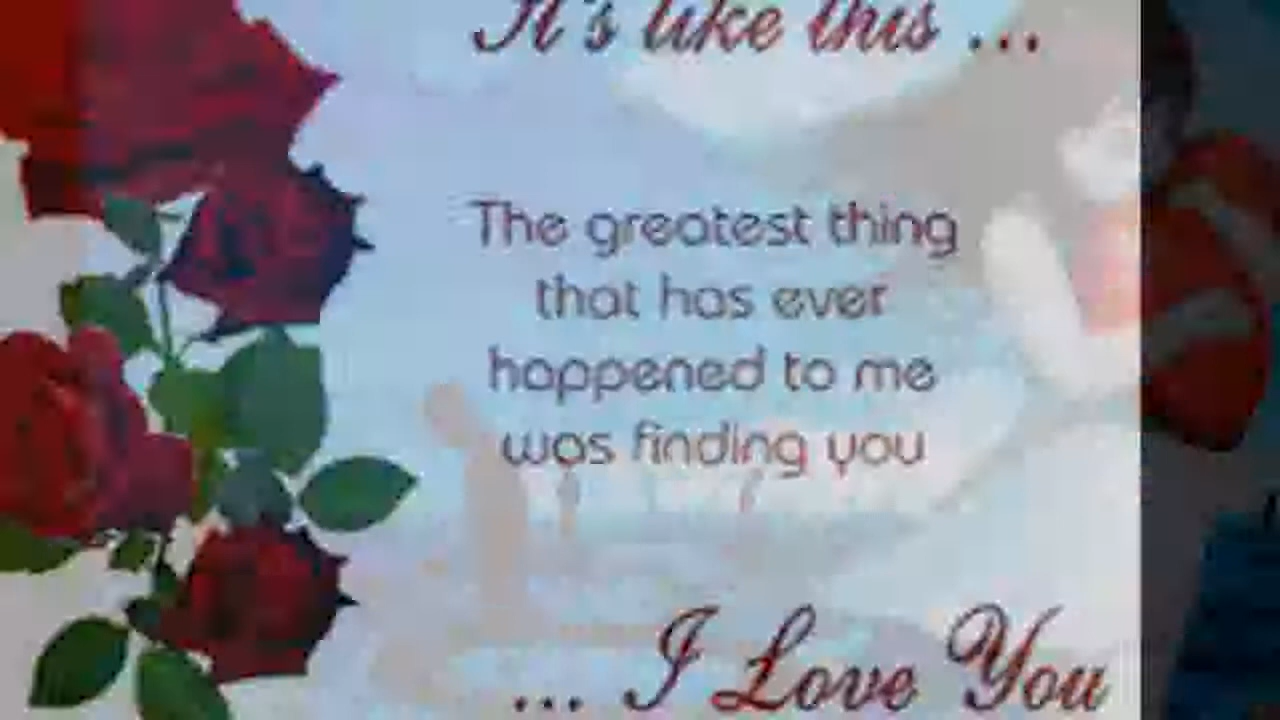 It's like this ...
The greatest thing
that has ever
happened to me
was finding you
... I Love You